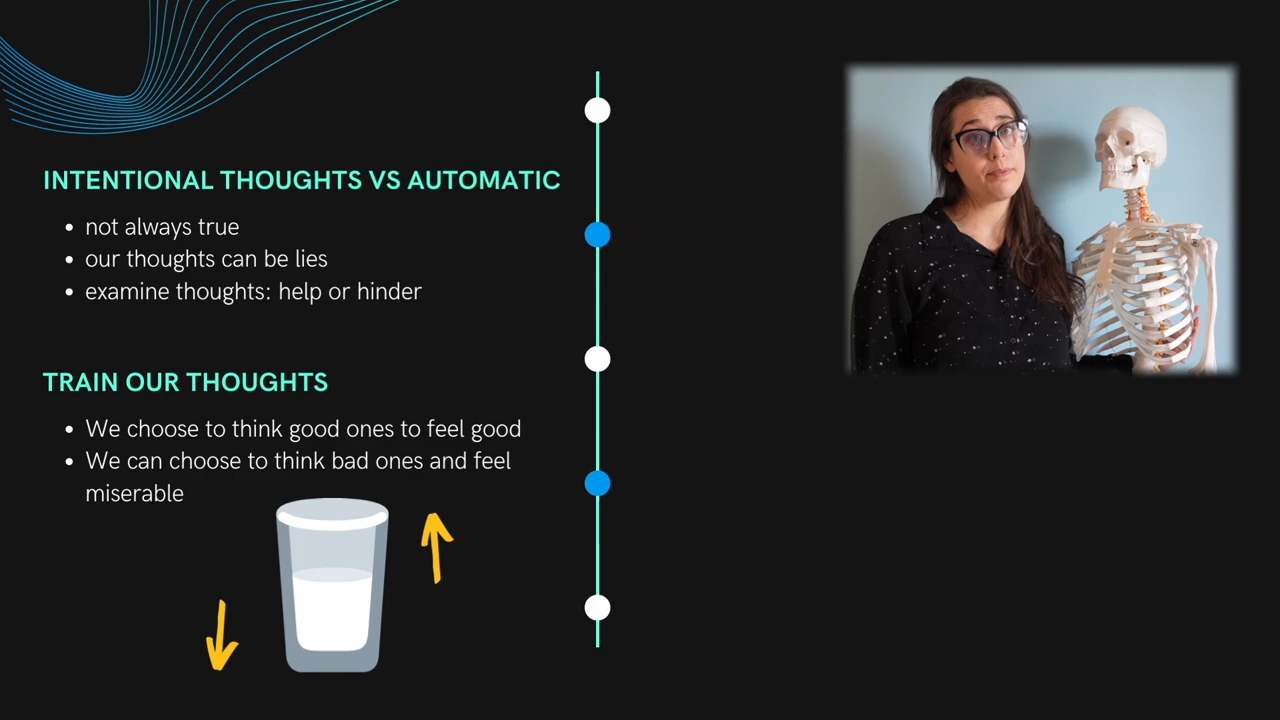 INTENTIONAL THOUGHTS VS AUTOMATIC
not always true
our thoughts can be lies
examine thoughts: help or hinder
TRAIN OUR THOUGHTS
We choose to think good ones to feel good
We can choose to think bad ones and feel
miserable